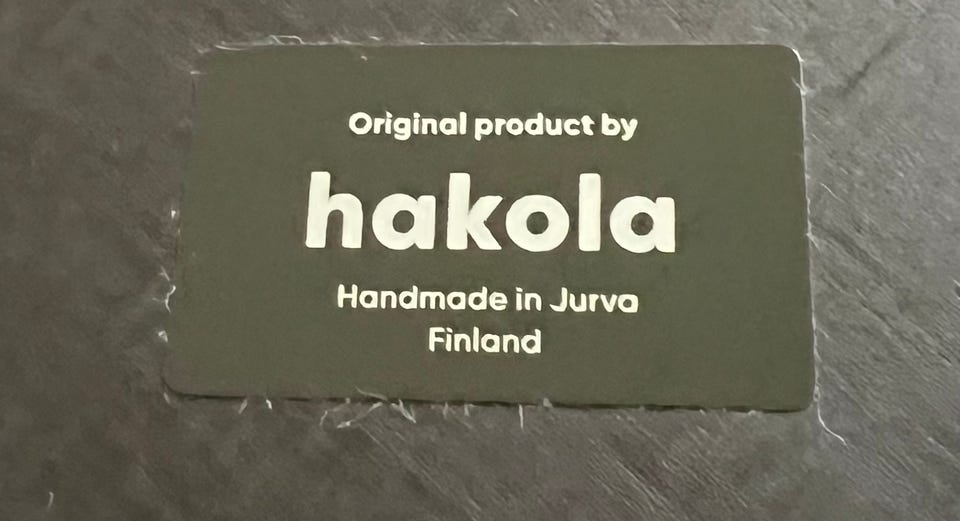 Original product by
hakola
Handmade in Jurva
Finland